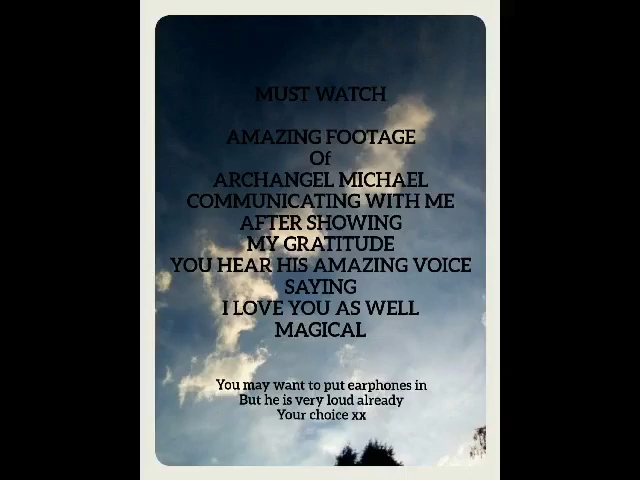 MUST WATCH
AMAZING FOOTAGE
Of
ARCHANGEL MICHAEL
COMMUNICATING WITH ME
AFTER SHOWING
MY GRATITUDE
YOU HEAR HIS AMAZING VOICE
SAYING
I LOVE YOU AS WELL
MAGICAL
You may want to put earphones in
But he is very loud already
Your choice xx